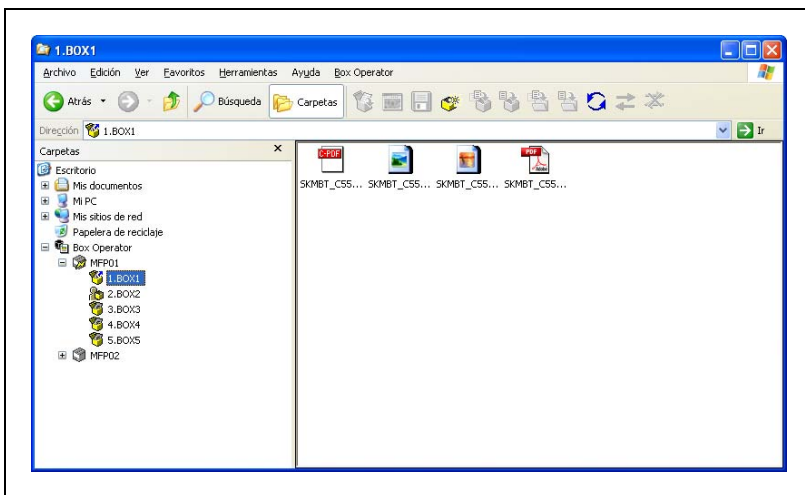 1.BOX1
Archivo Edición Ver Favoritos Herramientas Ayuda Box Operator
Atrás Búsqueda Carpetas
Dirección 1.BOX1 Ir
Carpetas
Escritorio
Mis documentos
Mi PC
Mis sitios de red
Papelera de reciclaje
Box Operator
MFP01
1.BOX1
2.BOX2
3.BOX3
4.BOX4
5.BOX5
MFP02
C-PDF PDF
SKMBT_C55... SKMBT_C55... SKMBT_C55... SKMBT_C55...